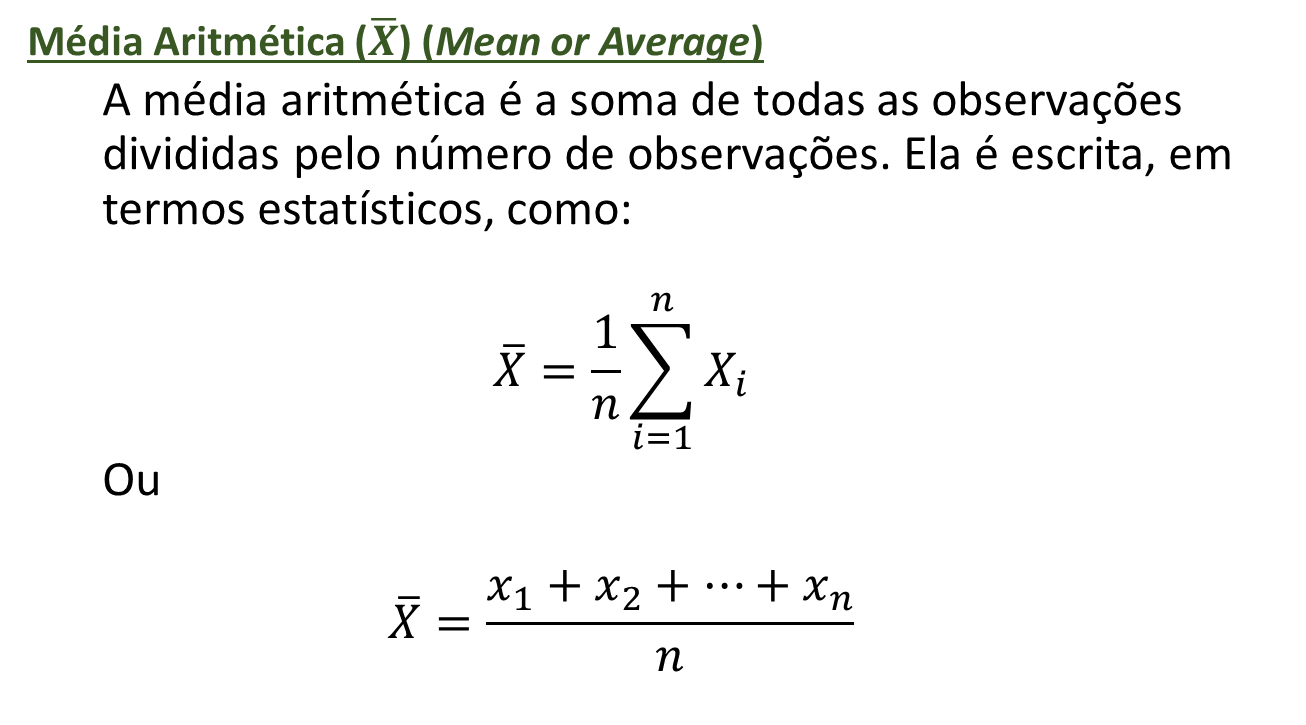 Média Aritmética (X̅) (Mean or Average)
A média aritmética é a soma de todas as observações
divididas pelo número de observações. Ela é escrita, em
termos estatísticos, como:
X̅ = 1/n ∑_{i=1}^{n} X_i
Ou
X̅ = (x_1 + x_2 + ⋯ + x_n)/n